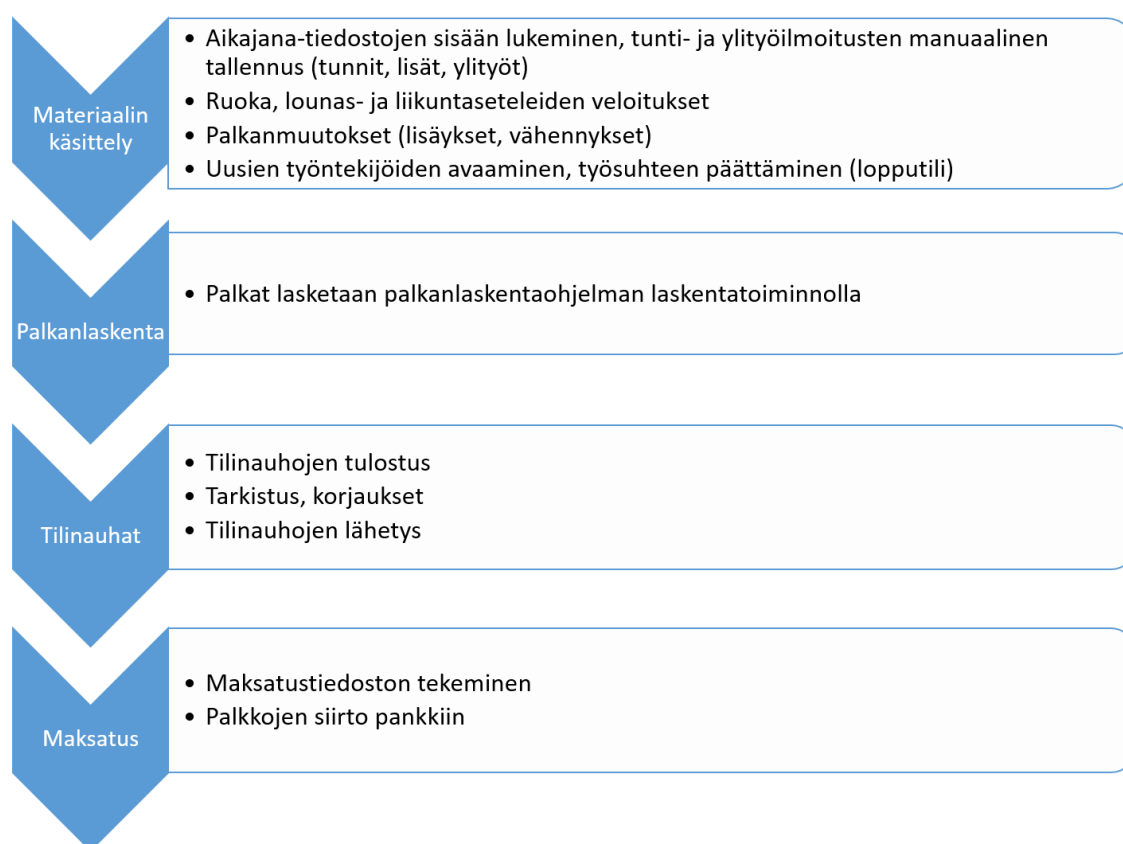 Materiaalin
käsittely
• Aikajana-tiedostojen sisään lukeminen, tunti- ja ylityöilmoitusten manuaalinen
tallennus (tunnit, lisät, ylityöt)
• Ruoka, lounas- ja liikuntaseteleiden veloitukset
• Palkanmuutokset (lisäykset, vähennykset)
• Uusien työntekijöiden avaaminen, työsuhteen päättäminen (lopputili)
Palkanlaskenta
• Palkat lasketaan palkanlaskentaohjelman laskentatoiminnolla
Tilinauhat
• Tilinauhojen tulostus
• Tarkistus, korjaukset
• Tilinauhojen lähetys
Maksatus
• Maksatustiedoston tekeminen
• Palkkojen siirto pankkiin